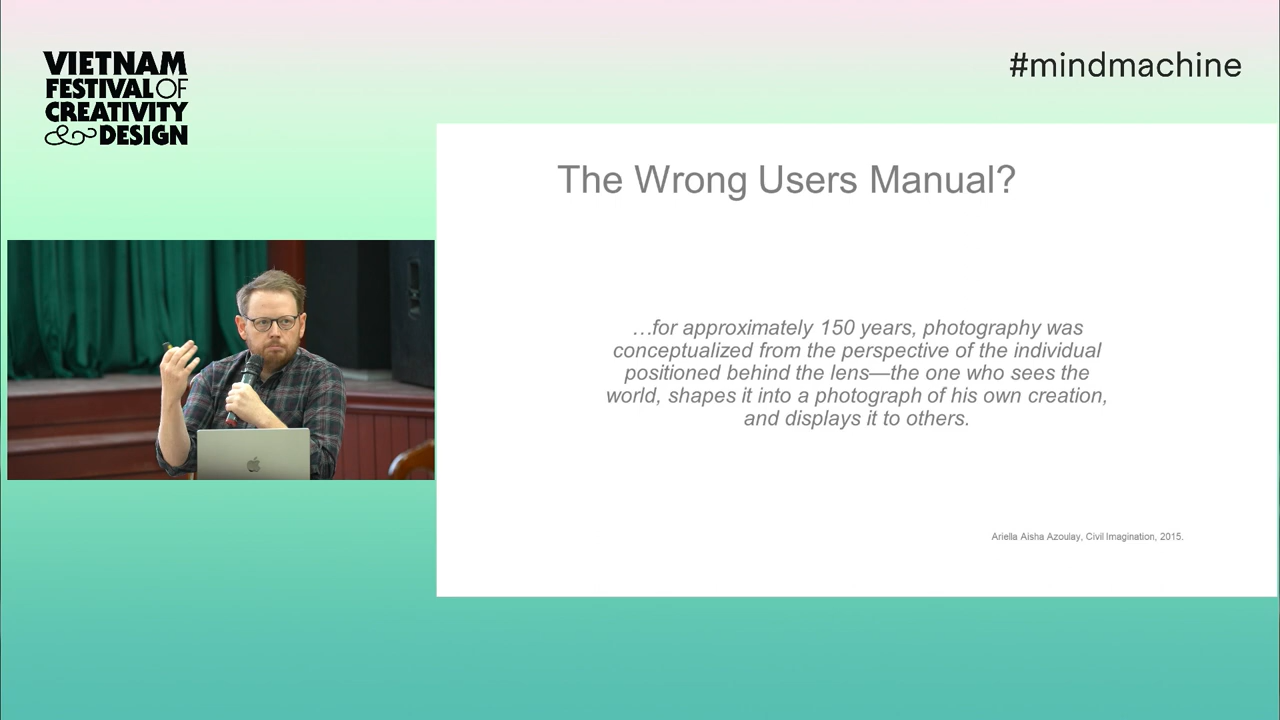 VIETNAM
FESTIVAL OF
CREATIVITY
& DESIGN
#mindmachine
The Wrong Users Manual?
…for approximately 150 years, photography was
conceptualized from the perspective of the individual
positioned behind the lens—the one who sees the
world, shapes it into a photograph of his own creation,
and displays it to others.
Ariella Aisha Azoulay, Civil Imagination, 2015.